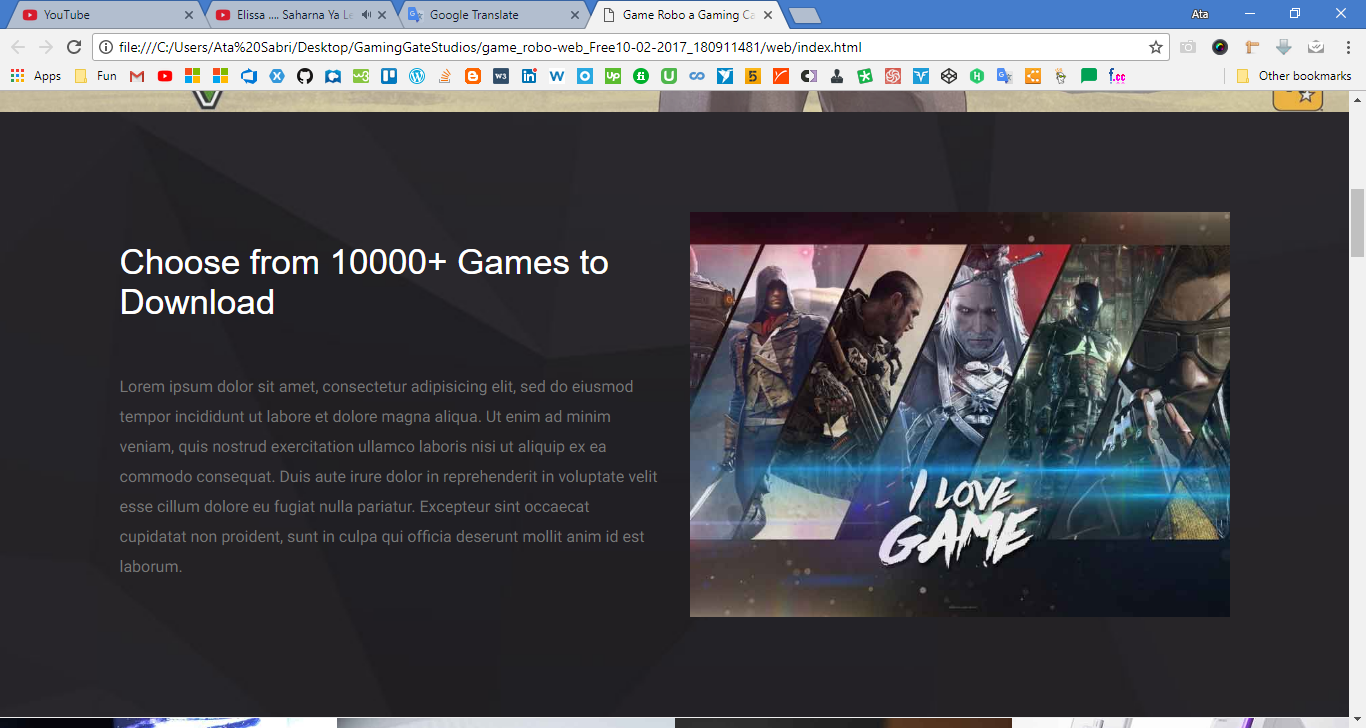 YouTube
Elissa .... Saharna Ya Le
Google Translate
Game Robo a Gaming Ca
Ata
file:///C:/Users/Ata%20Sabri/Desktop/GamingGateStudios/game_robo-web_Free10-02-2017_180911481/web/index.html
Apps
Fun
Other bookmarks
Choose from 10000+ Games to
Download
Lorem ipsum dolor sit amet, consectetur adipisicing elit, sed do eiusmod
tempor incididunt ut labore et dolore magna aliqua. Ut enim ad minim
veniam, quis nostrud exercitation ullamco laboris nisi ut aliquip ex ea
commodo consequat. Duis aute irure dolor in reprehenderit in voluptate velit
esse cillum dolore eu fugiat nulla pariatur. Excepteur sint occaecat
cupidatat non proident, sunt in culpa qui officia deserunt mollit anim id est
laborum.
I LOVE
GAME